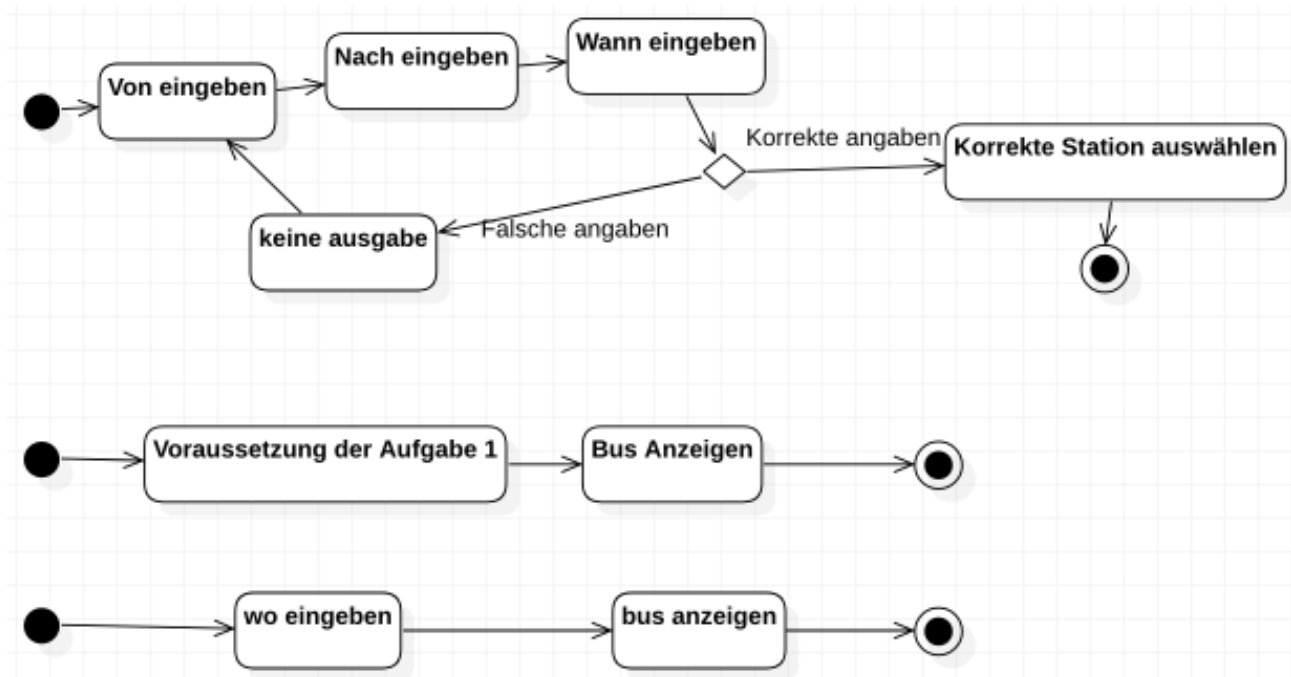 Von eingeben
Nach eingeben
Wann eingeben
Korrekte angaben
Korrekte Station auswählen
Falsche angaben
keine ausgabe
Voraussetzung der Aufgabe 1
Bus Anzeigen
wo eingeben
bus anzeigen